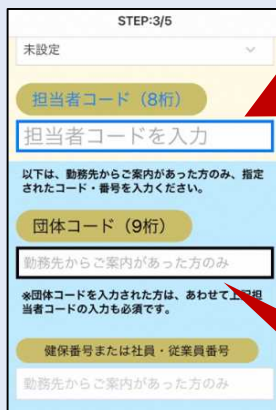 STEP:3/5
未設定
担当者コード（8桁）
担当者コードを入力
以下は、勤務先からご案内があった方のみ、指定
されたコード・番号を入力ください。
団体コード（9桁）
勤務先からご案内があった方のみ
※団体コードを入力された方は、あわせて上記担
当者コードの入力も必須です。
健保番号または社員・従業員番号
勤務先からご案内があった方のみ